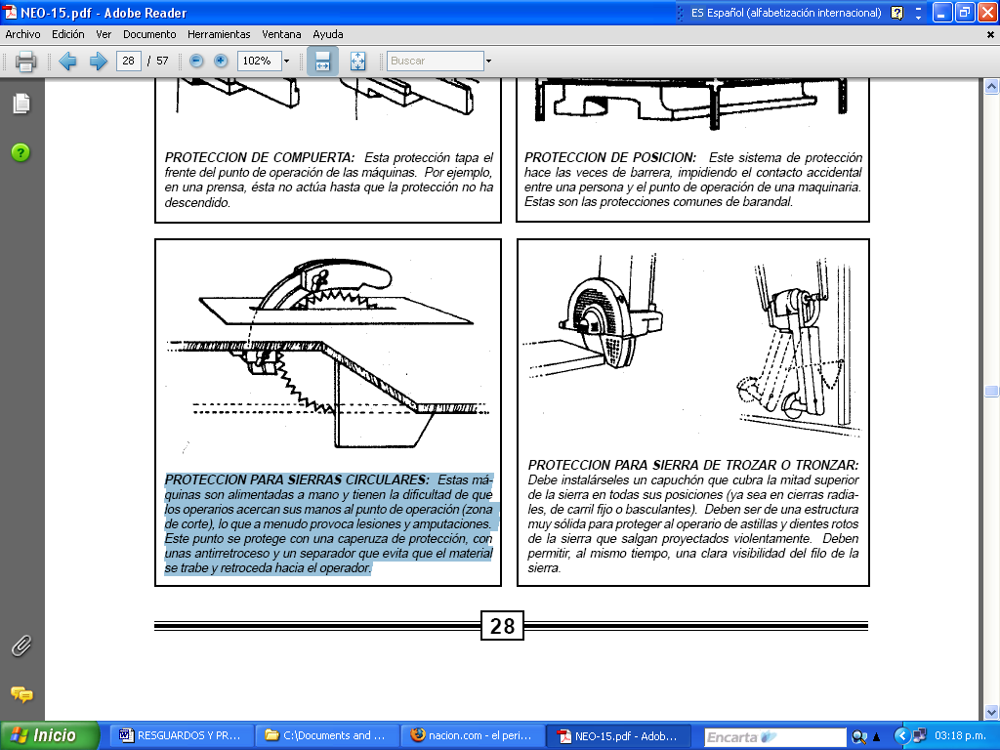 NEO-15.pdf - Adobe Reader
ES Español (alfabetización internacional)
Archivo Edición Ver Documento Herramientas Ventana Ayuda
28 / 57 102% Buscar
PROTECCION DE COMPUERTA: Esta protección tapa el
frente del punto de operación de las máquinas. Por ejemplo,
en una prensa, ésta no actúa hasta que la protección no ha
descendido.
PROTECCION DE POSICION: Este sistema de protección
hace las veces de barrera, impidiendo el contacto accidental
entre una persona y el punto de operación de una maquinaria.
Estas son las protecciones comunes de barandal.
PROTECCION PARA SIERRAS CIRCULARES: Estas má-
quinas son alimentadas a mano y tienen la dificultad de que
los operarios acercan sus manos al punto de operación (zona
de corte), lo que a menudo provoca lesiones y amputaciones.
Este punto se protege con una caperuza de protección, con
unas antirretroceso y un separador que evita que el material
se trabe y retroceda hacia el operador.
PROTECCION PARA SIERRA DE TROZAR O TRONZAR:
Debe instalárseles un capuchón que cubra la mitad superior
de la sierra en todas sus posiciones (ya sea en cierras radia-
les, de carril fijo o basculantes). Deben ser de una estructura
muy sólida para proteger al operario de astillas y dientes rotos
de la sierra que salgan proyectados violentamente. Deben
permitir, al mismo tiempo, una clara visibilidad del filo de la
sierra.
28
Inicio RESGUARDOS Y PR... C:\Documents and ... nacion.com - el peri... NEO-15.pdf - Adob... Encarta 03:18 p.m.